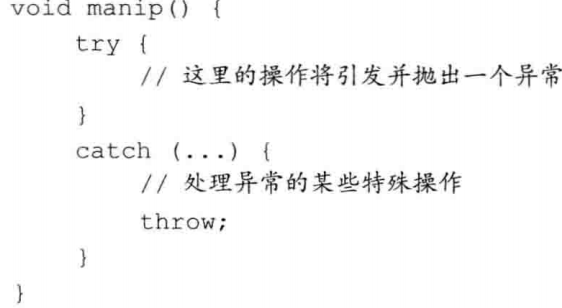 void manip() {
    try {
        // 这里的操作将引发并抛出一个异常
    }
    catch (...) {
        // 处理异常的某些特殊操作
        throw;
    }
}